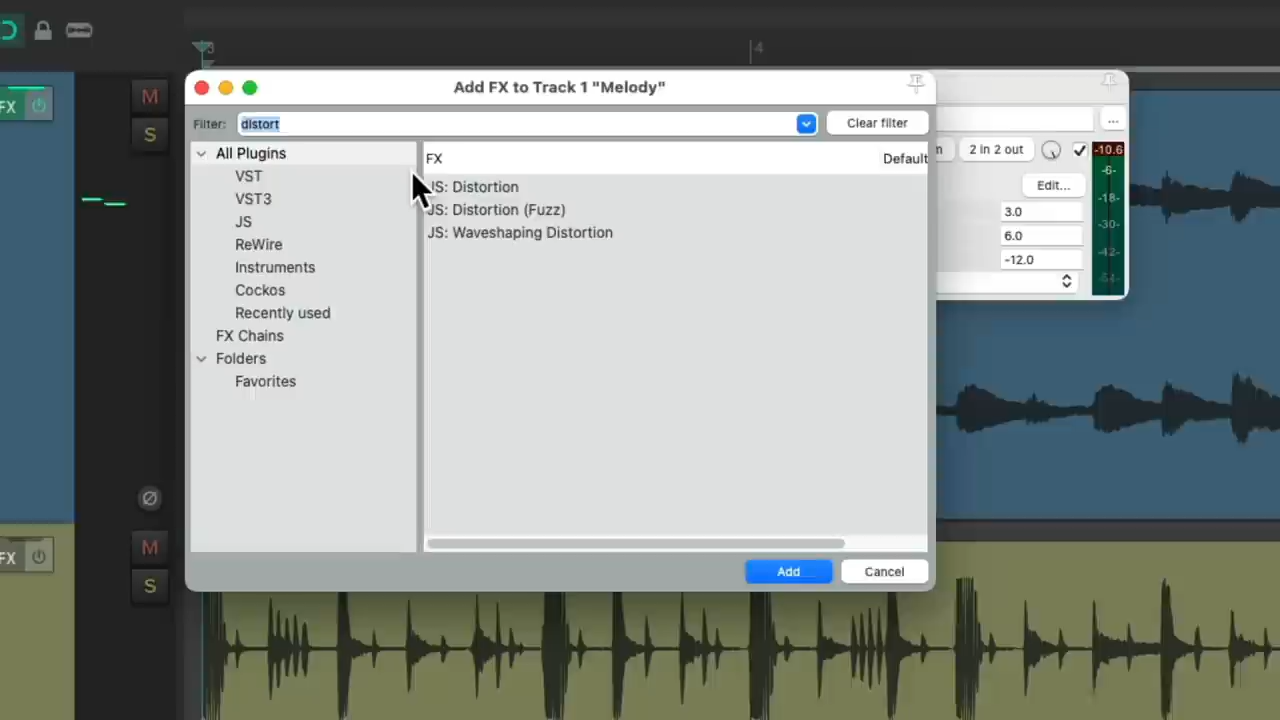 3
4
Add FX to Track 1 "Melody"
Filter: distort
Clear filter
All Plugins
VST
VST3
JS
ReWire
Instruments
Cockos
Recently used
FX Chains
Folders
Favorites
FX Default
JS: Distortion
JS: Distortion (Fuzz)
JS: Waveshaping Distortion
Add
Cancel
...
2 in 2 out
Edit...
3.0
6.0
-12.0
-10.6
-6-
-18-
-30-
-42-
FX
M
S
FX
M
S